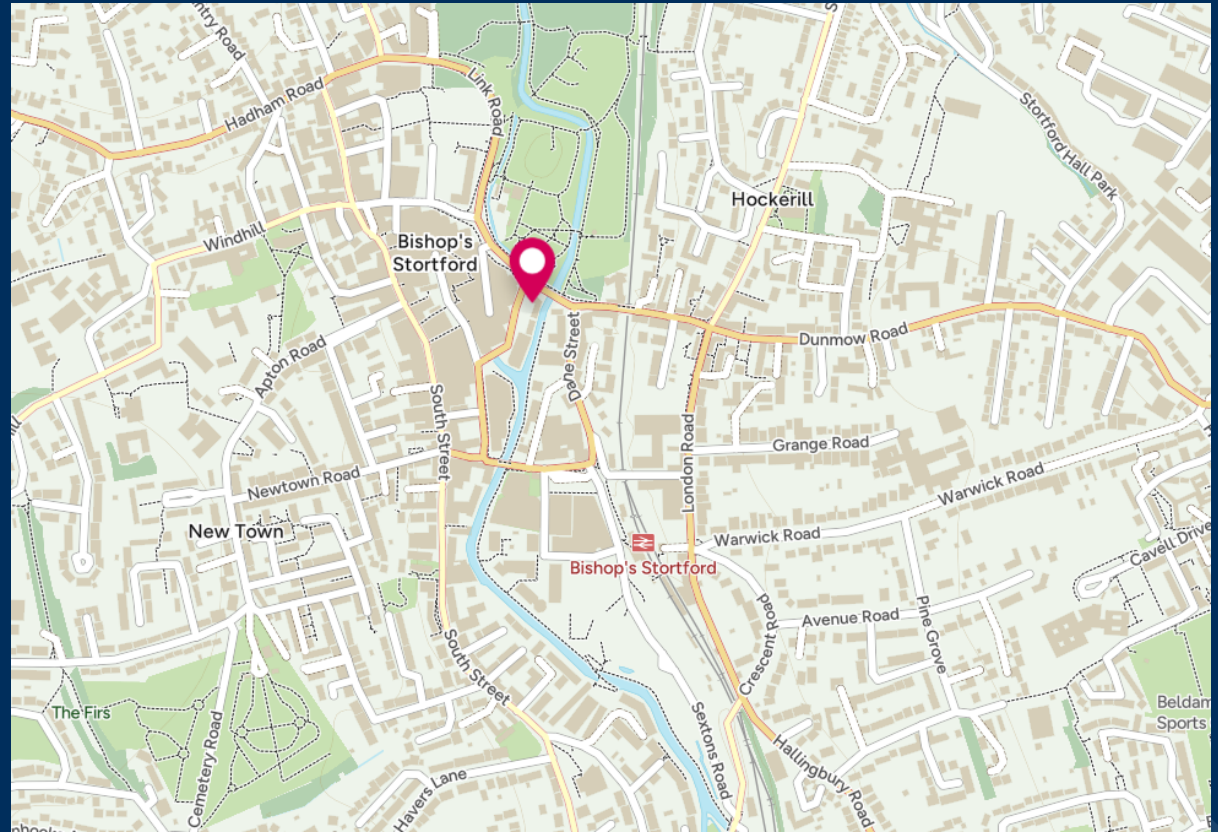 Hadham Road
Link Road
Stortford Hall Park
Hockerill
Windhill
Bishop's
Stortford
Dunmow Road
Dane Street
Apton Road
South Street
London Road
Grange Road
Newtown Road
Warwick Road
New Town
Warwick Road
Cavell Drive
Bishop's Stortford
Pine Grove
Avenue Road
Crescent Road
South Street
The Firs
Beldam
Sports
Cemetery Road
Sextons Road
Hallingbury Road
Havers Lane